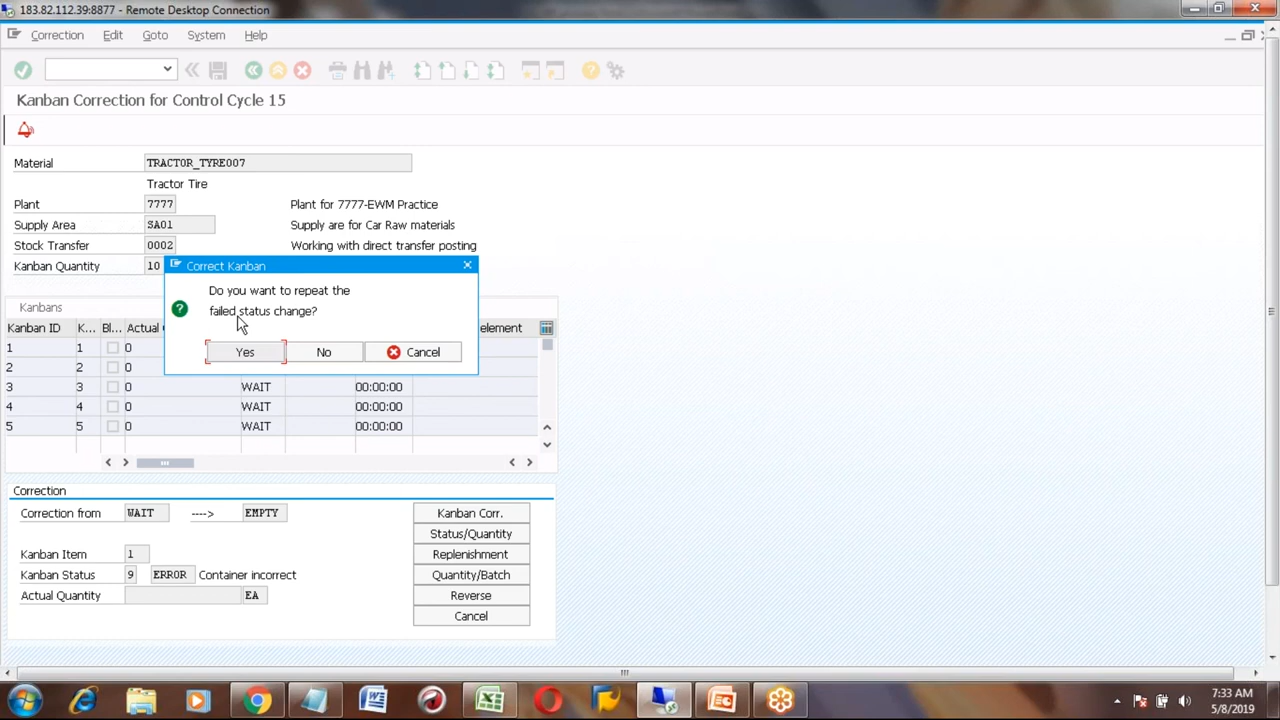 183.82.112.39:8877 - Remote Desktop Connection
Correction Edit Goto System Help
Kanban Correction for Control Cycle 15
Material TRACTOR_TYRE007
Tractor Tire
Plant 7777 Plant for 7777-EWM Practice
Supply Area SA01 Supply are for Car Raw materials
Stock Transfer 0002 Working with direct transfer posting
Kanban Quantity 10
Correct Kanban
Do you want to repeat the
failed status change?
Yes No Cancel
Kanbans
Kanban ID K... Bl... Actual element
1 1 0
2 2 0
3 3 0 WAIT 00:00:00
4 4 0 WAIT 00:00:00
5 5 0 WAIT 00:00:00
Correction
Correction from WAIT ----> EMPTY
Kanban Item 1
Kanban Status 9 ERROR Container incorrect
Actual Quantity EA
Kanban Corr.
Status/Quantity
Replenishment
Quantity/Batch
Reverse
Cancel
7:33 AM
5/8/2019